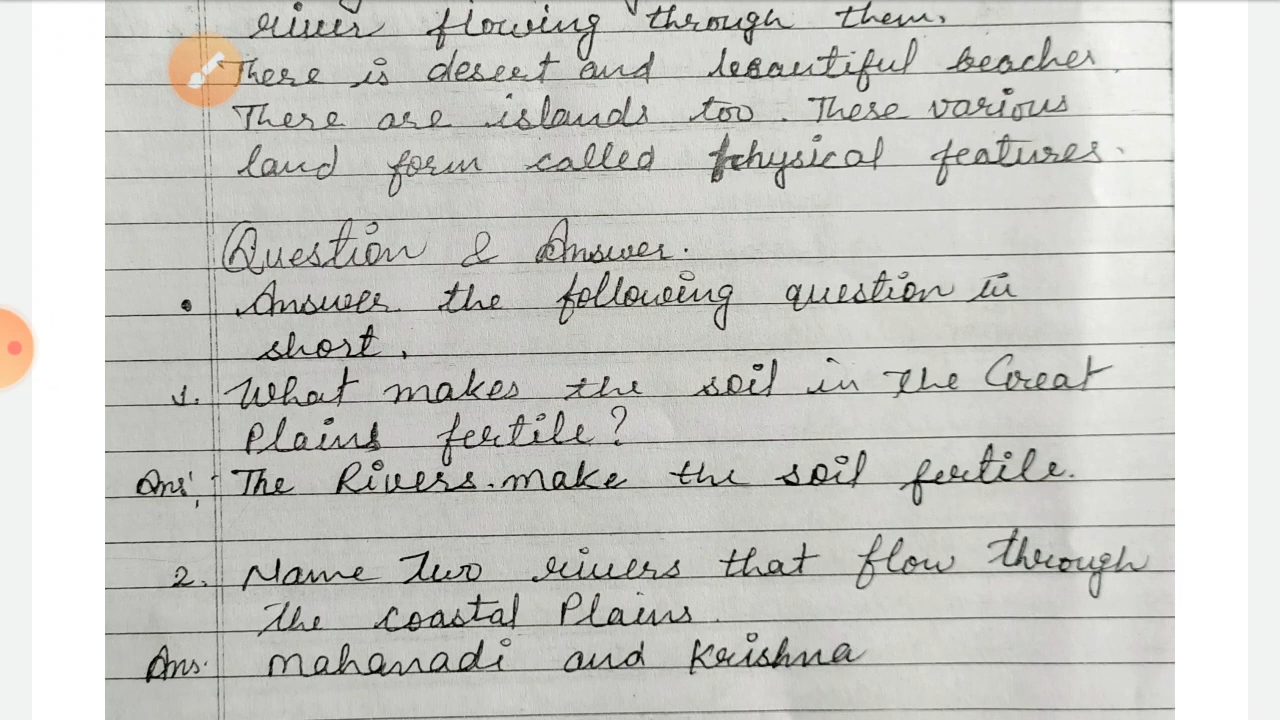 river flowing through them.
There is desert and beautiful beaches.
There are islands too. These various
land form called physical features.
Question & Answer.
• Answer the following question in
short.
1. What makes the soil in the Great
Plains fertile?
Ans: The Rivers make the soil fertile.
2. Name Two rivers that flow through
the coastal Plains.
Ans. Mahanadi and Krishna